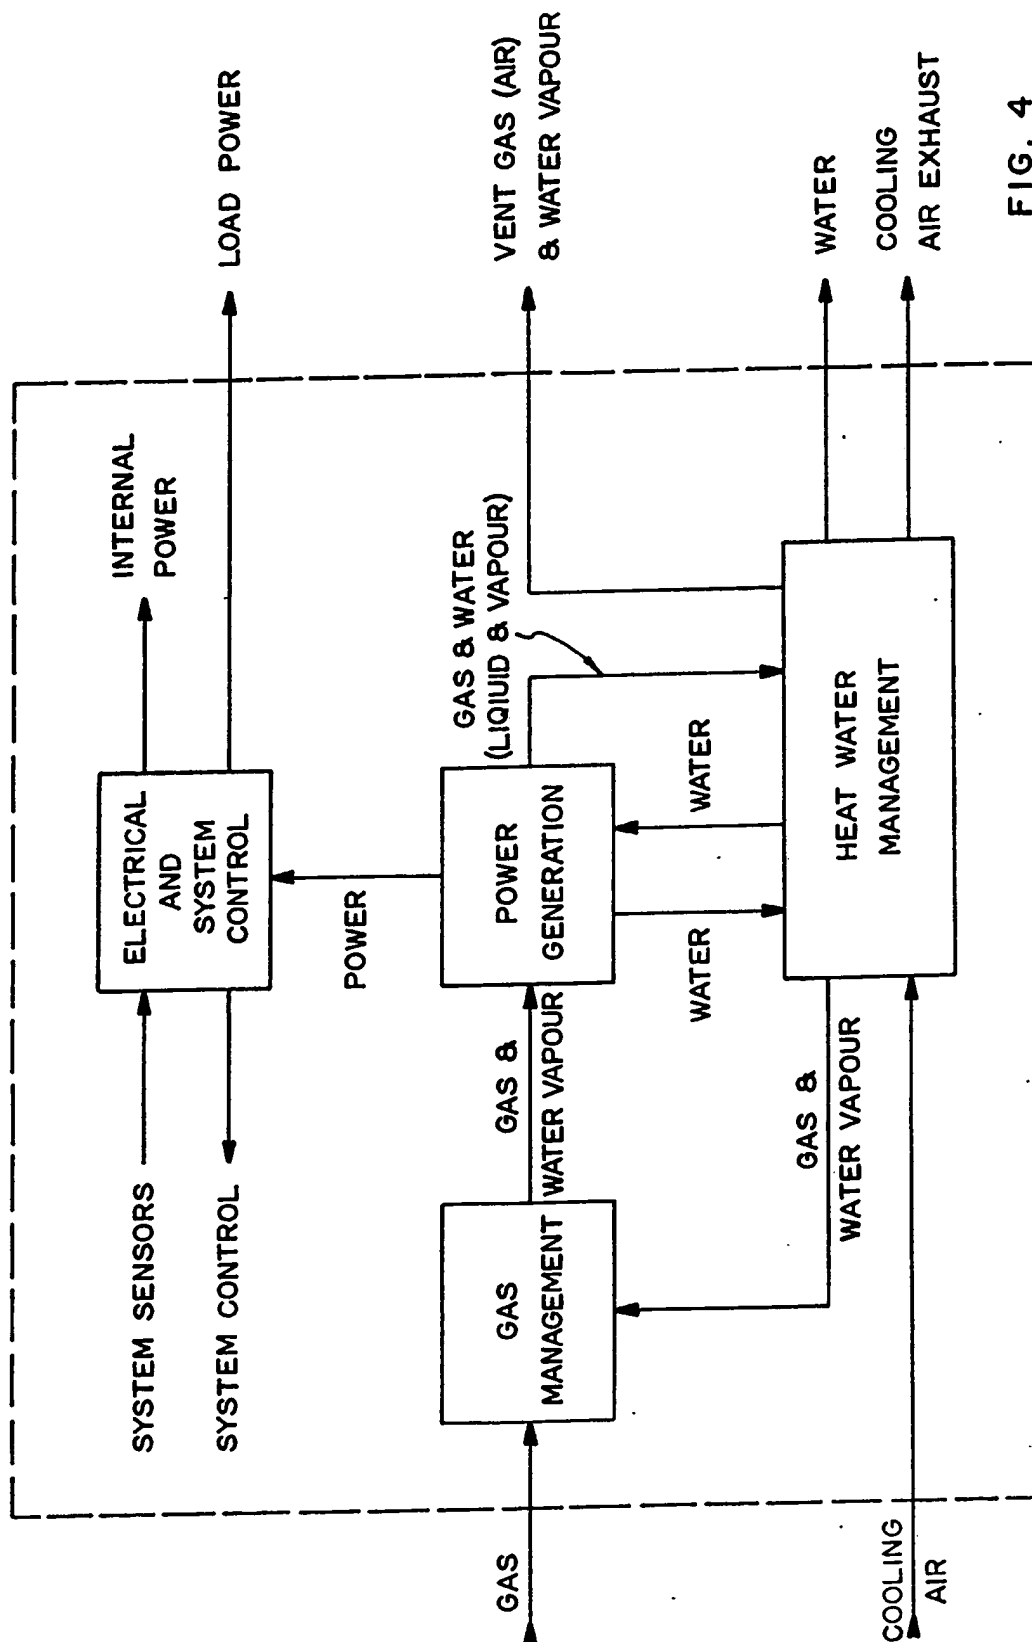 SYSTEM SENSORS
SYSTEM CONTROL
ELECTRICAL
AND
SYSTEM
CONTROL
INTERNAL
POWER
LOAD POWER
POWER
GAS
GAS
MANAGEMENT
GAS &
WATER VAPOUR
POWER
GENERATION
GAS & WATER
(LIQIUID & VAPOUR)
VENT GAS (AIR)
& WATER VAPOUR
WATER
WATER
GAS &
WATER VAPOUR
HEAT WATER
MANAGEMENT
WATER
COOLING
AIR EXHAUST
COOLING
AIR
FIG. 4